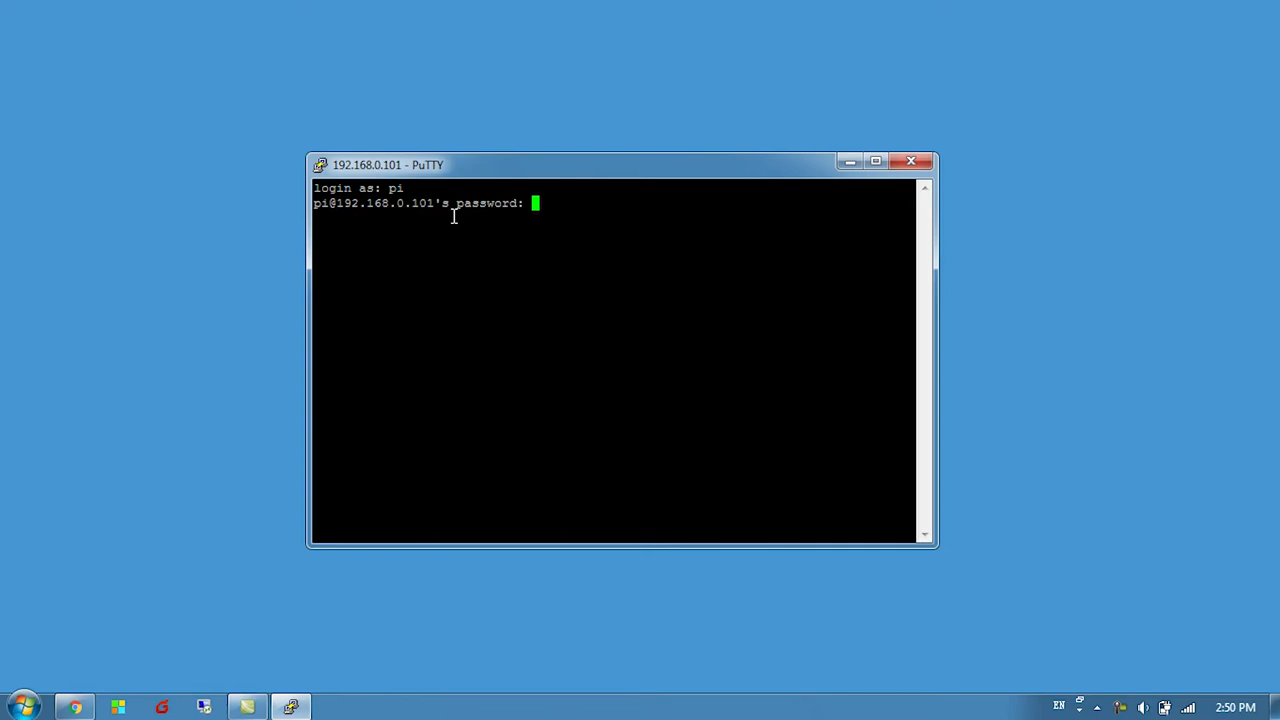 192.168.0.101 - PuTTY
login as: pi
pi@192.168.0.101's password:
EN
2:50 PM